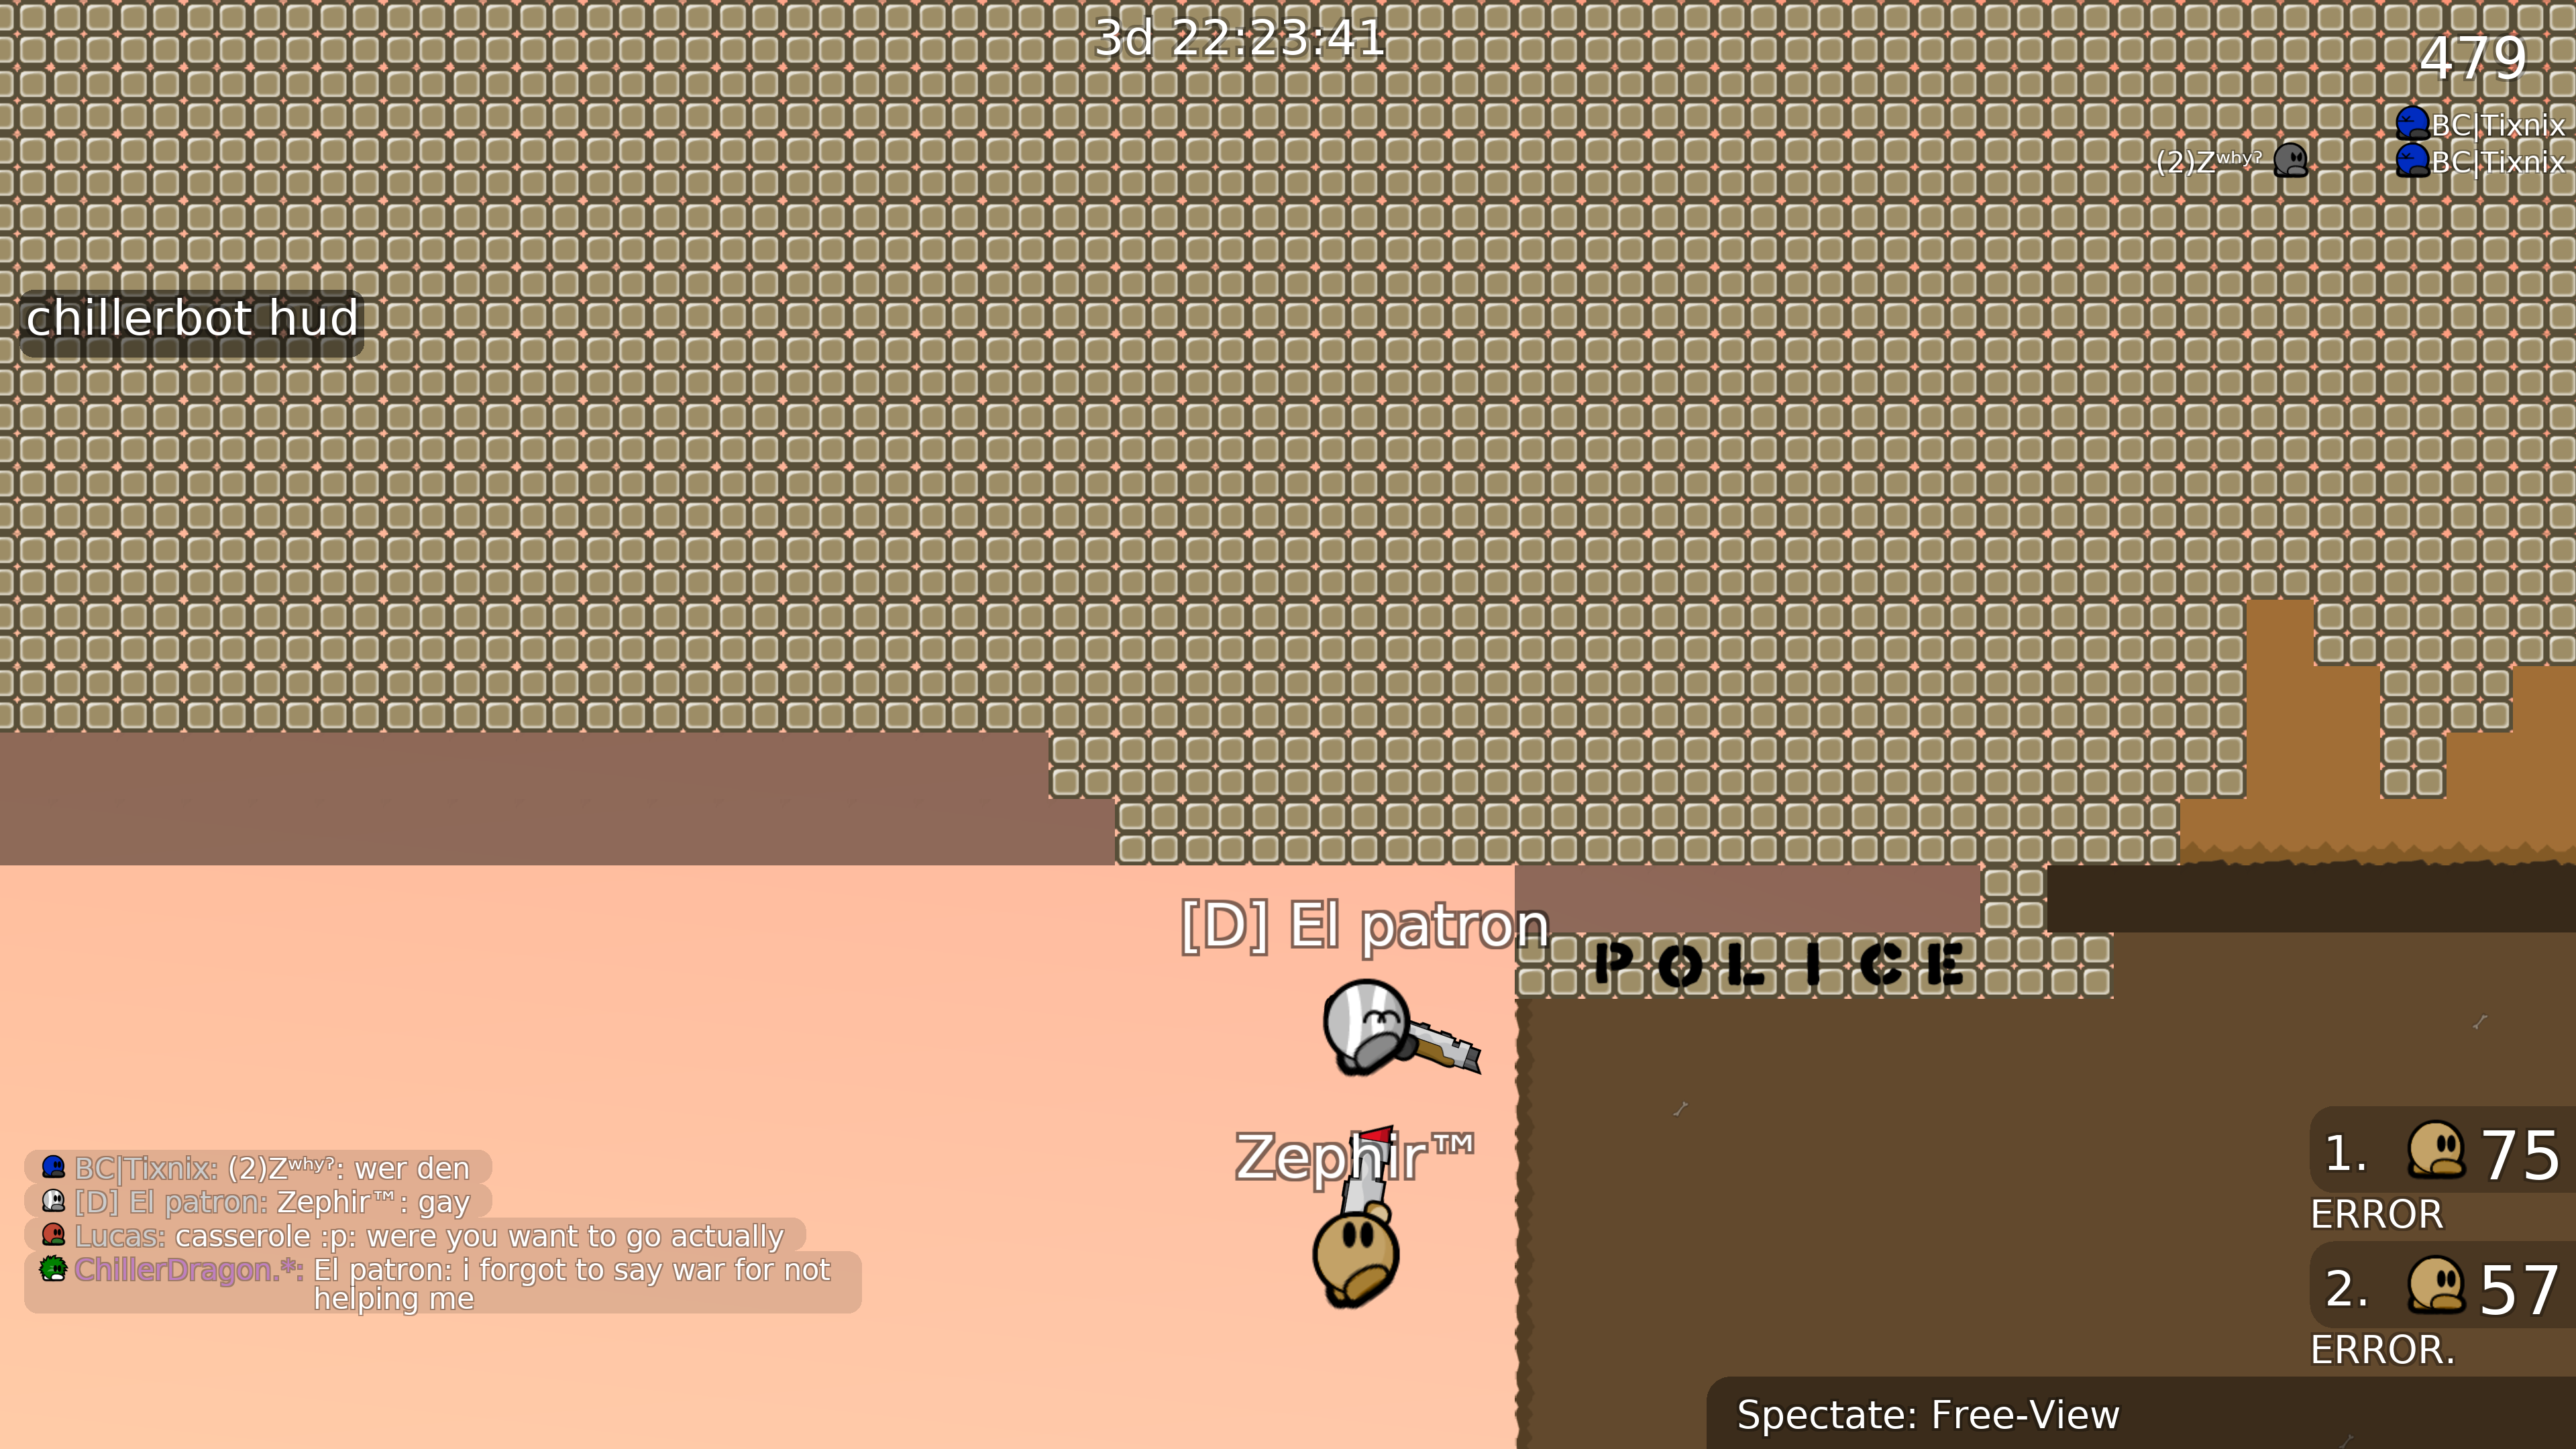 3d 22:23:41
479
BC|Tixnix
(2)Zʷʰʸ? BC|Tixnix
chillerbot hud
[D] El patron
POLICE
Zephir™
BC|Tixnix: (2)Zʷʰʸ?: wer den
[D] El patron: Zephir™: gay
Lucas: casserole :p: were you want to go actually
ChillerDragon.*: El patron: i forgot to say war for not
helping me
1. 75
ERROR
2. 57
ERROR.
Spectate: Free-View